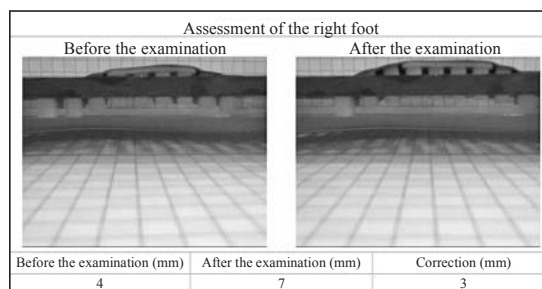 Assessment of the right foot
Before the examination After the examination
Before the examination (mm) After the examination (mm) Correction (mm)
4 7 3